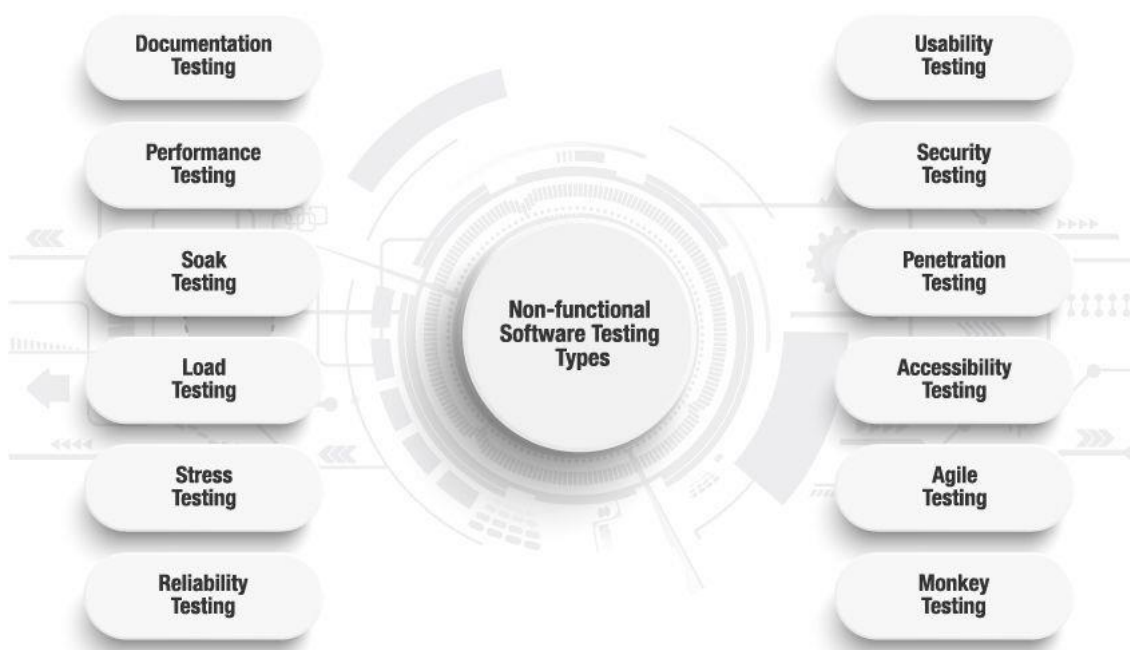 Documentation
Testing
Performance
Testing
Soak
Testing
Load
Testing
Stress
Testing
Reliability
Testing
Non-functional
Software Testing
Types
Usability
Testing
Security
Testing
Penetration
Testing
Accessibility
Testing
Agile
Testing
Monkey
Testing